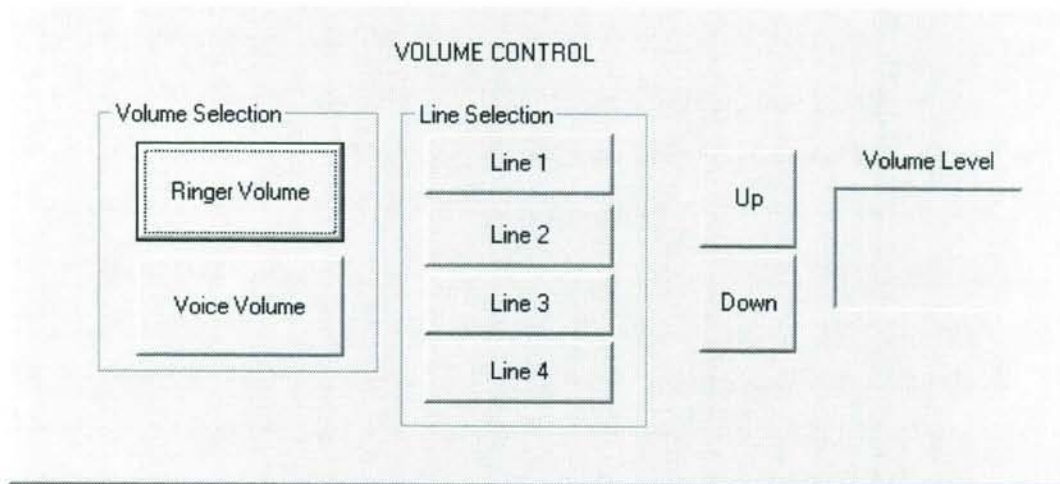 VOLUME CONTROL
Volume Selection
Ringer Volume
Voice Volume
Line Selection
Line 1
Line 2
Line 3
Line 4
Up
Down
Volume Level